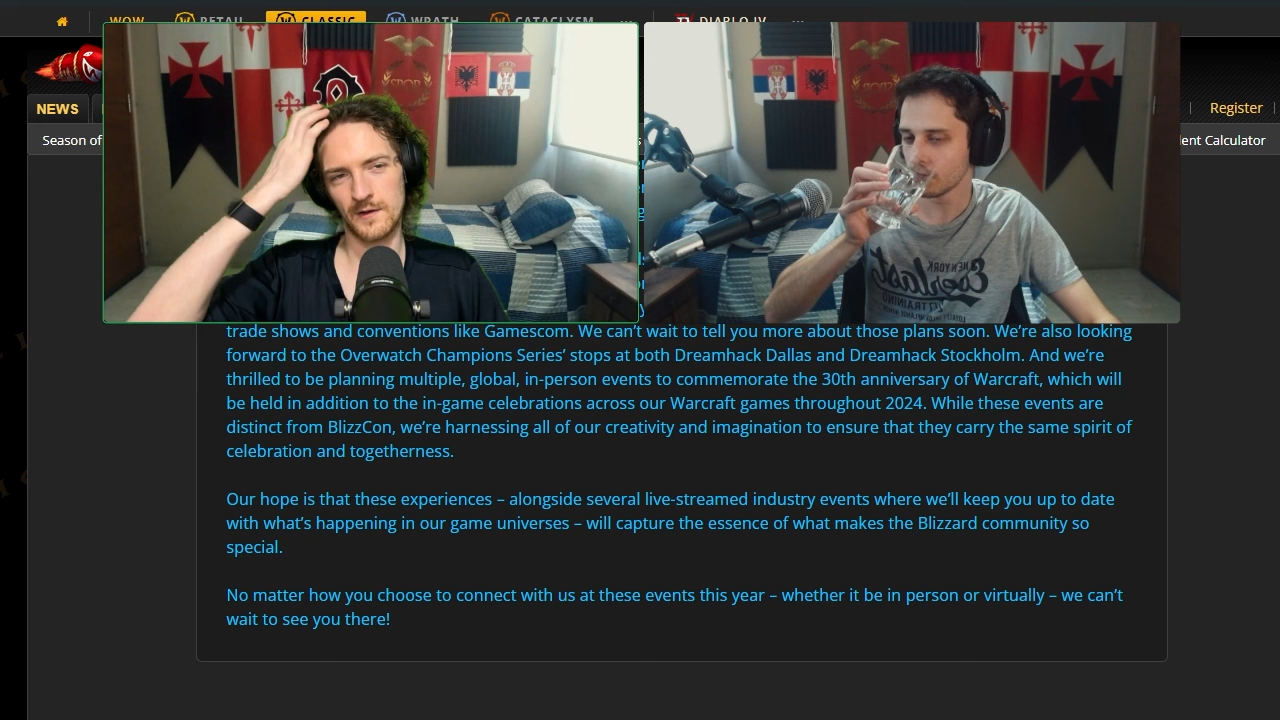 WOW RETAIL CLASSIC WRATH CATACLYSM ... DIABLO IV ...
NEWS
Register
Season of
ent Calculator
SPQR
NEW YORK
Everlast
TRAINING
trade shows and conventions like Gamescom. We can’t wait to tell you more about those plans soon. We’re also looking
forward to the Overwatch Champions Series’ stops at both Dreamhack Dallas and Dreamhack Stockholm. And we’re
thrilled to be planning multiple, global, in-person events to commemorate the 30th anniversary of Warcraft, which will
be held in addition to the in-game celebrations across our Warcraft games throughout 2024. While these events are
distinct from BlizzCon, we’re harnessing all of our creativity and imagination to ensure that they carry the same spirit of
celebration and togetherness.
Our hope is that these experiences – alongside several live-streamed industry events where we’ll keep you up to date
with what’s happening in our game universes – will capture the essence of what makes the Blizzard community so
special.
No matter how you choose to connect with us at these events this year – whether it be in person or virtually – we can’t
wait to see you there!